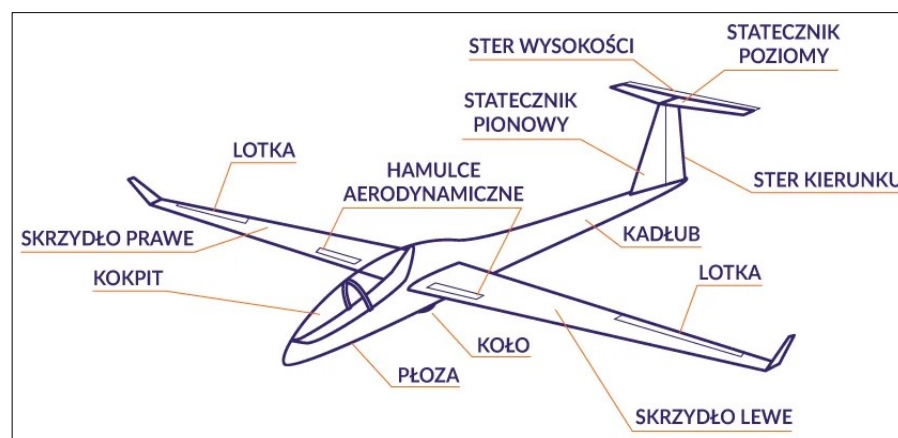 STER WYSOKOŚCI
STATECZNIK
POZIOMY
STATECZNIK
PIONOWY
LOTKA
HAMULCE
AERODYNAMICZNE
STER KIERUNKU
SKRZYDŁO PRAWE
KADŁUB
KOKPIT
LOTKA
KOŁO
PŁOZA
SKRZYDŁO LEWE